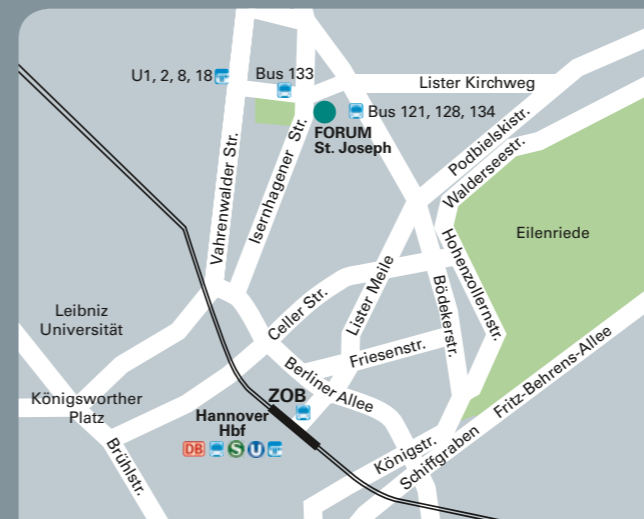 U1, 2, 8, 18
Bus 133
Lister Kirchweg
Bus 121, 128, 134
FORUM
St. Joseph
Vahrenwalder Str.
Isernhagener Str.
Podbielskistr.
Walderseestr.
Eilenriede
Hohenzollernstr.
Bödekerstr.
Lister Meile
Celler Str.
Leibniz
Universität
Friesenstr.
Fritz-Behrens-Allee
Berliner Allee
Königsworther
Platz
ZOB
Hannover
Hbf
DB S U
Brühlstr.
Königstr.
Schiffgraben